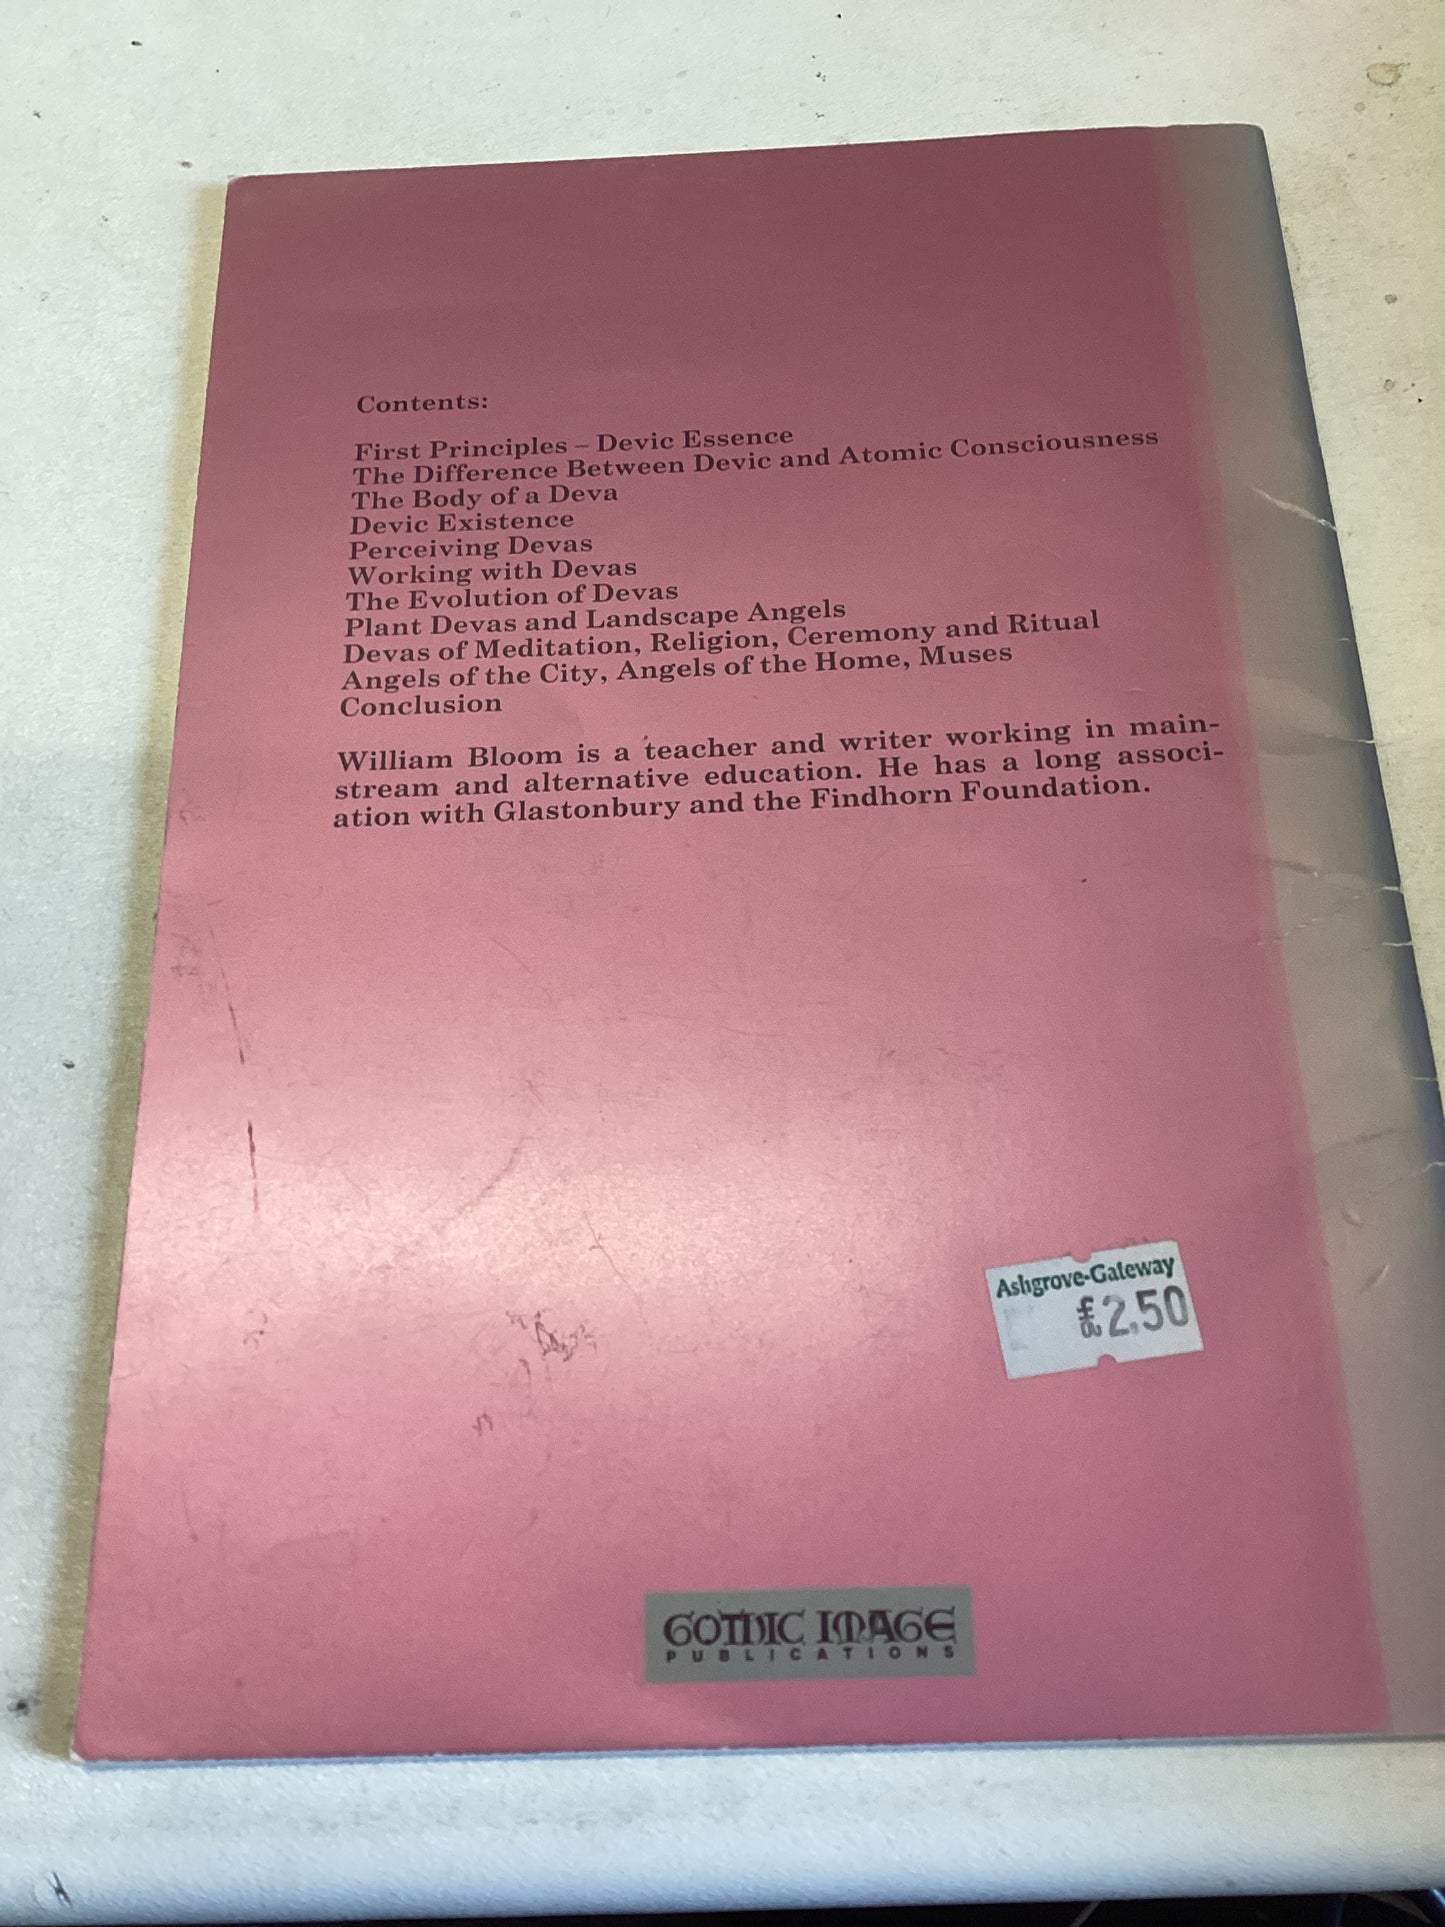 Contents:
First Principles – Devic Essence
The Difference Between Devic and Atomic Consciousness
The Body of a Deva
Devic Existence
Perceiving Devas
Working with Devas
The Evolution of Devas
Plant Devas and Landscape Angels
Devas of Meditation, Religion, Ceremony and Ritual
Angels of the City, Angels of the Home, Muses
Conclusion
William Bloom is a teacher and writer working in main-
stream and alternative education. He has a long associ-
ation with Glastonbury and the Findhorn Foundation.
Ashgrove-Gateway
£2.50
GOTHIC IMAGE
PUBLICATIONS